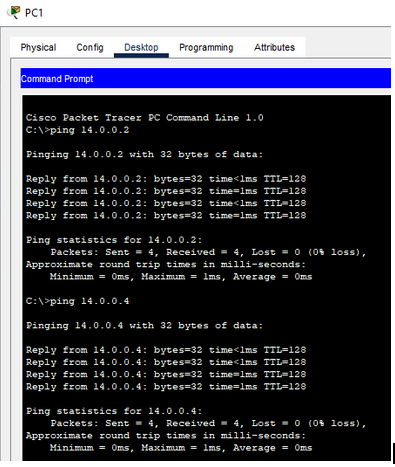 PC1
Physical Config Desktop Programming Attributes
Command Prompt
Cisco Packet Tracer PC Command Line 1.0
C:\>ping 14.0.0.2
Pinging 14.0.0.2 with 32 bytes of data:
Reply from 14.0.0.2: bytes=32 time<1ms TTL=128
Reply from 14.0.0.2: bytes=32 time<1ms TTL=128
Reply from 14.0.0.2: bytes=32 time<1ms TTL=128
Reply from 14.0.0.2: bytes=32 time=1ms TTL=128
Ping statistics for 14.0.0.2:
Packets: Sent = 4, Received = 4, Lost = 0 (0% loss),
Approximate round trip times in milli-seconds:
Minimum = 0ms, Maximum = 1ms, Average = 0ms
C:\>ping 14.0.0.4
Pinging 14.0.0.4 with 32 bytes of data:
Reply from 14.0.0.4: bytes=32 time<1ms TTL=128
Reply from 14.0.0.4: bytes=32 time<1ms TTL=128
Reply from 14.0.0.4: bytes=32 time=1ms TTL=128
Reply from 14.0.0.4: bytes=32 time=1ms TTL=128
Ping statistics for 14.0.0.4:
Packets: Sent = 4, Received = 4, Lost = 0 (0% loss),
Approximate round trip times in milli-seconds:
Minimum = 0ms, Maximum = 1ms, Average = 0ms